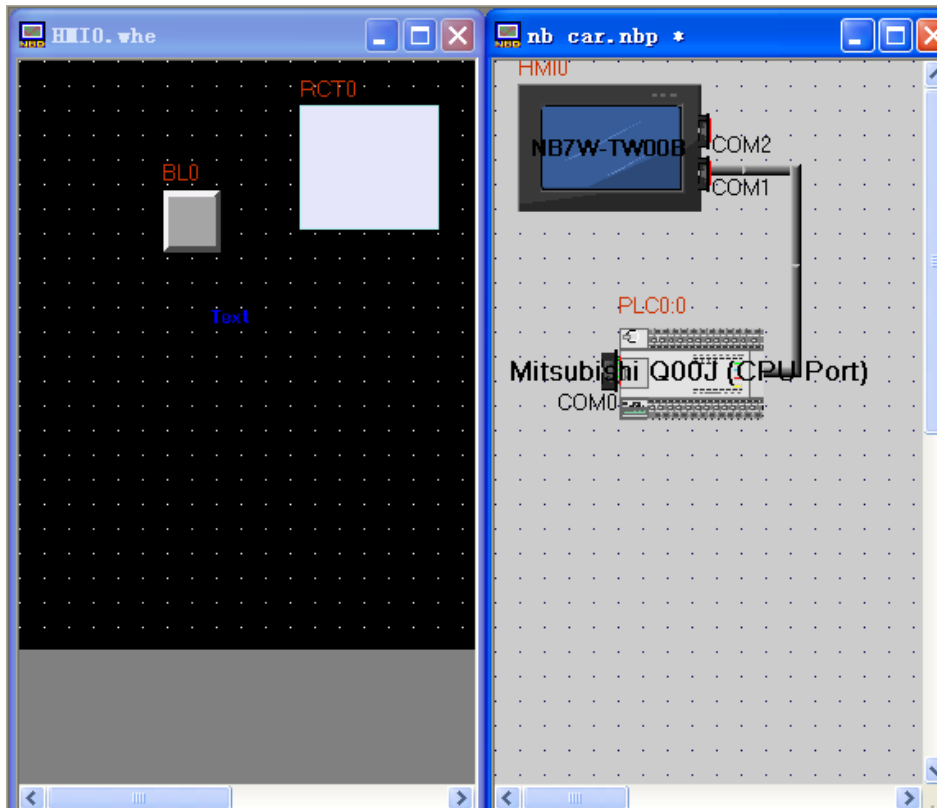 HMI0.whe
RCT0
BL0
Text
nb car.nbp *
HMI0
NB7W-TW00B
COM2
COM1
PLC0:0
Mitsubishi Q00J (CPU Port)
COM0